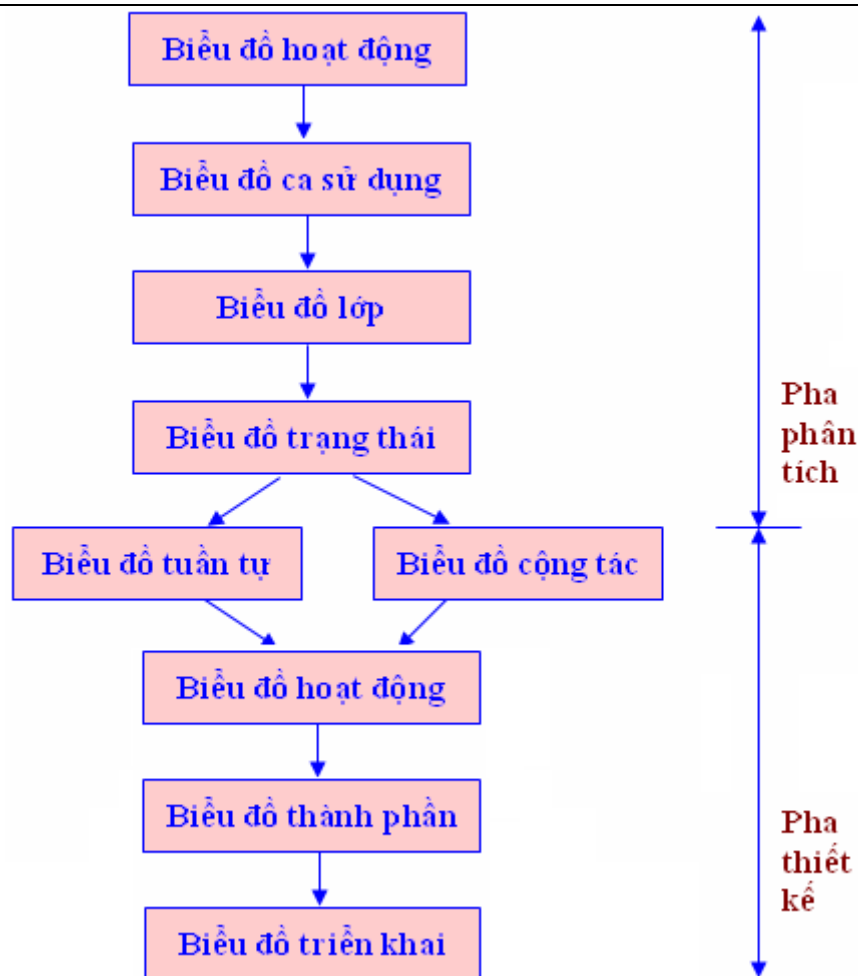 Biểu đồ hoạt động
Biểu đồ ca sử dụng
Biểu đồ lớp
Biểu đồ trạng thái
Pha
phân
tích
Biểu đồ tuần tự
Biểu đồ cộng tác
Biểu đồ hoạt động
Biểu đồ thành phần
Pha
thiết
kế
Biểu đồ triển khai